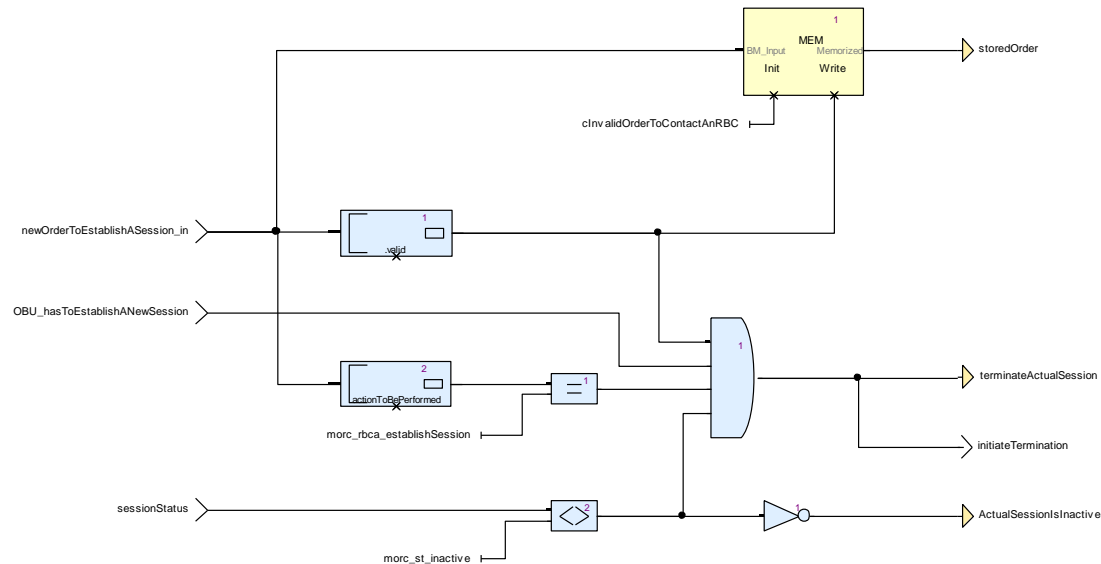 1
MEM
BM_Input
Memorized
Init
Write
storedOrder
cInvalidOrderToContactAnRBC
newOrderToEstablishASession_in
1
.valid
OBU_hasToEstablishANewSession
1
2
.actionToBePerformed
1
=
terminateActualSession
morc_rbca_establishSession
initiateTermination
sessionStatus
2
<>
1
ActualSessionIsInactive
morc_st_inactive